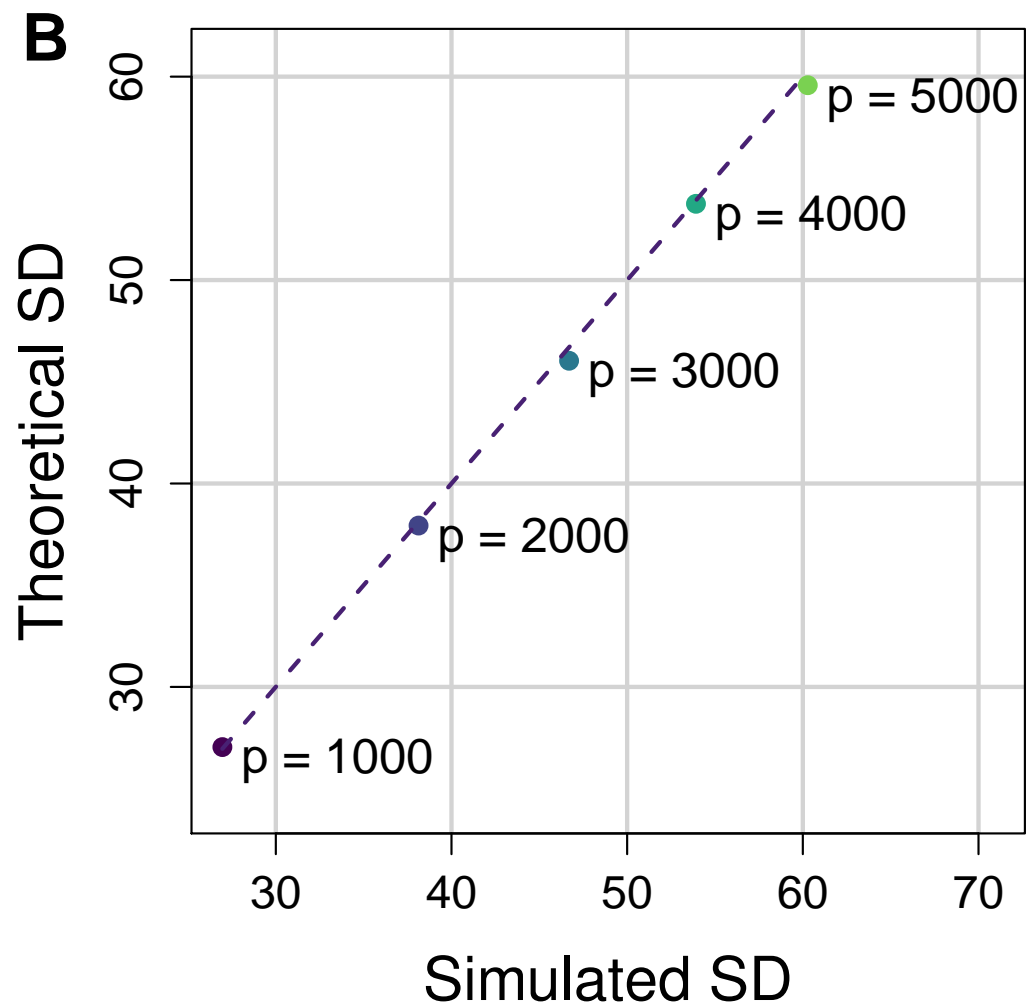 B
Theoretical SD
60
50
40
30
p = 5000
p = 4000
p = 3000
p = 2000
p = 1000
30 40 50 60 70
Simulated SD